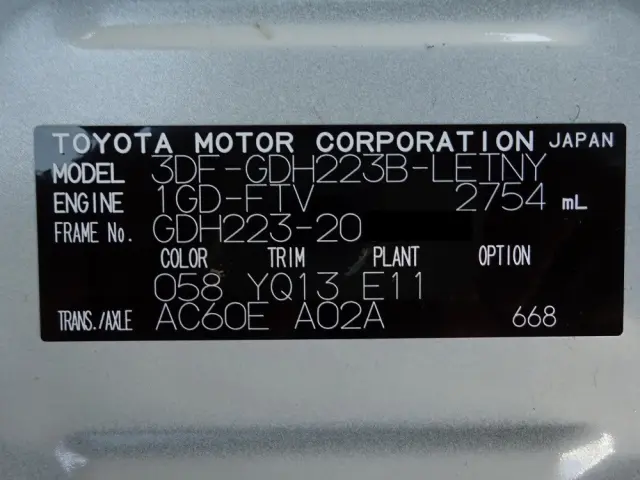 TOYOTA MOTOR CORPORATION JAPAN
MODEL 3DF-GDH223B-LETNY
ENGINE 1GD-FTV 2754 mL
FRAME No. GDH223-20
COLOR TRIM PLANT OPTION
058 YQ13 E11
TRANS./AXLE AC60E A02A 668